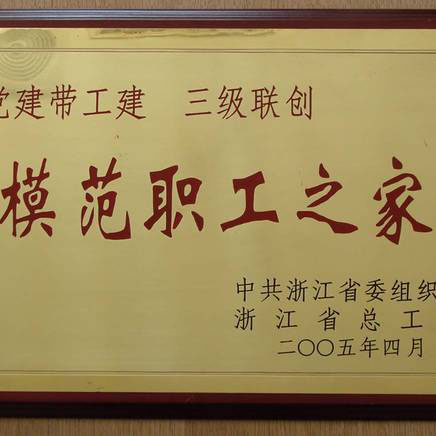 党建带工建 三级联创
模范职工之家
中共浙江省委组织
浙江省总工
二〇〇五年四月